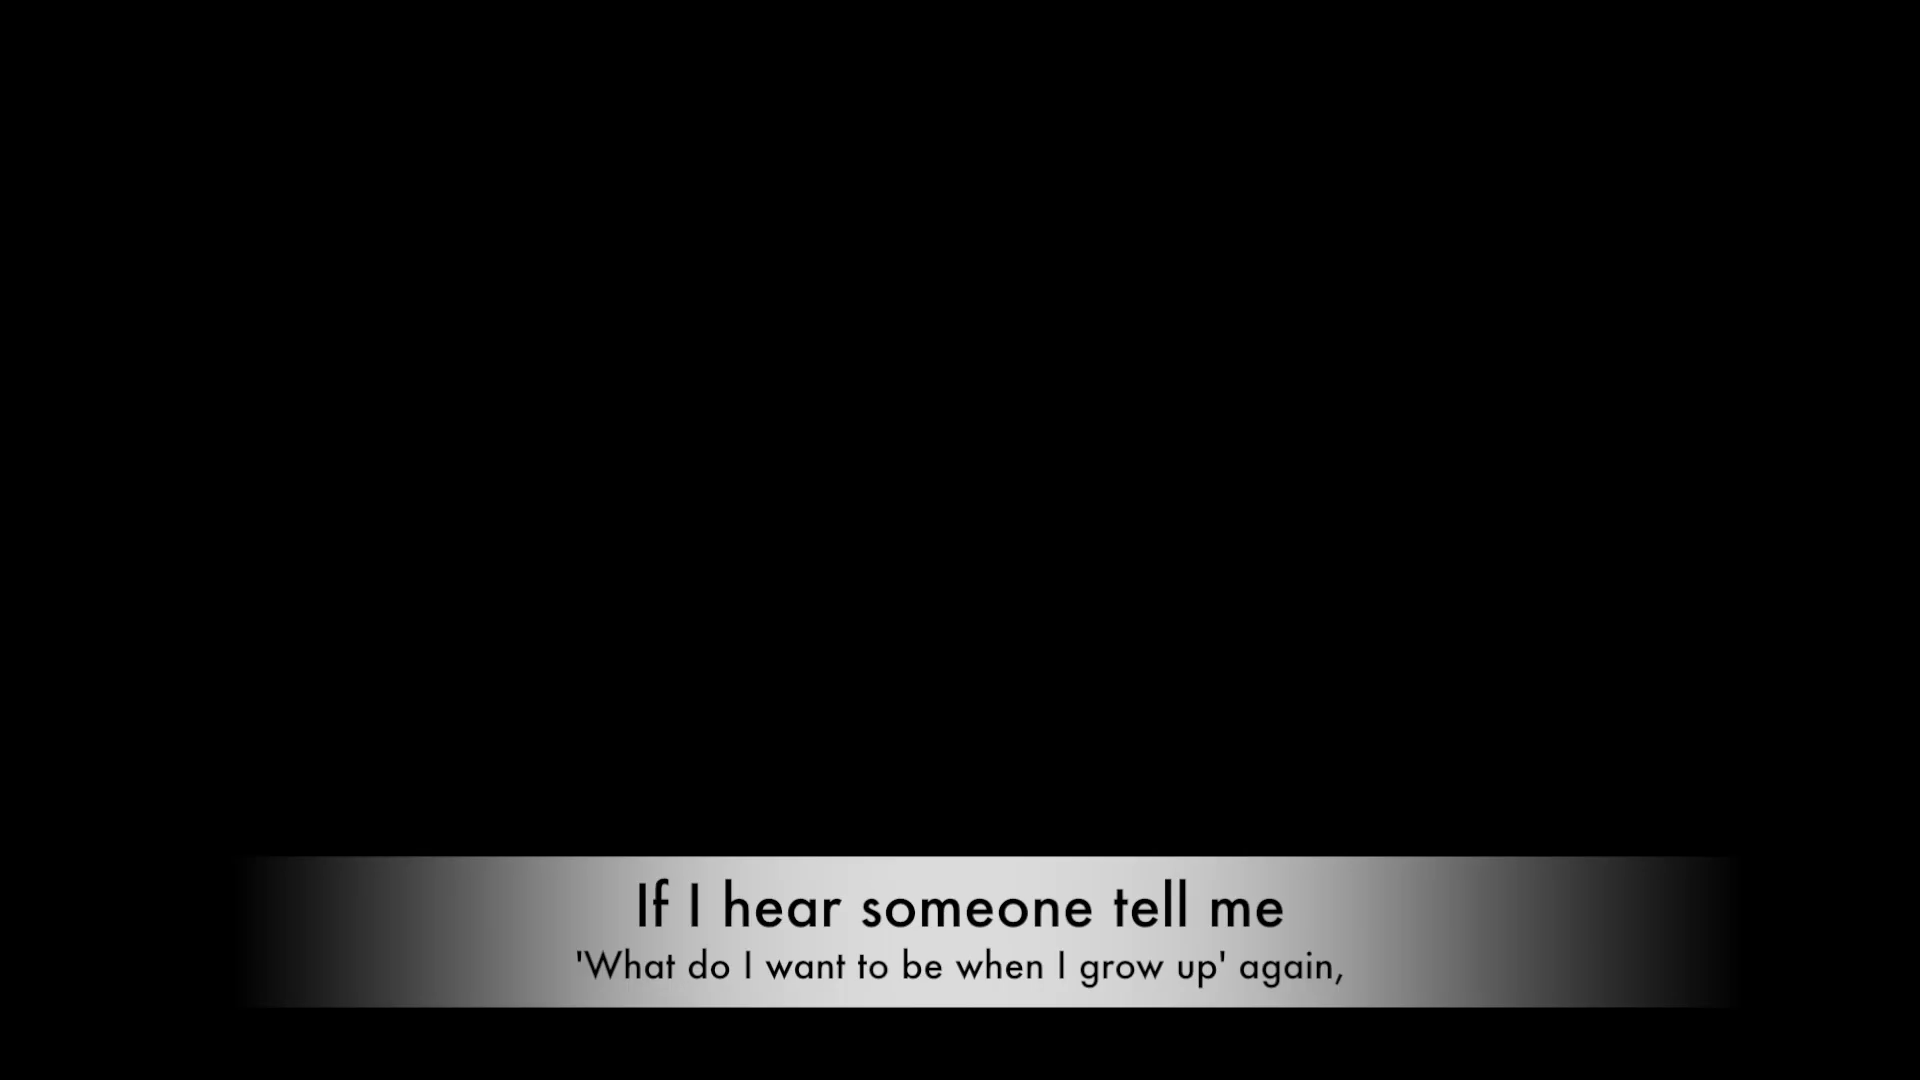 If I hear someone tell me
'What do I want to be when I grow up' again,